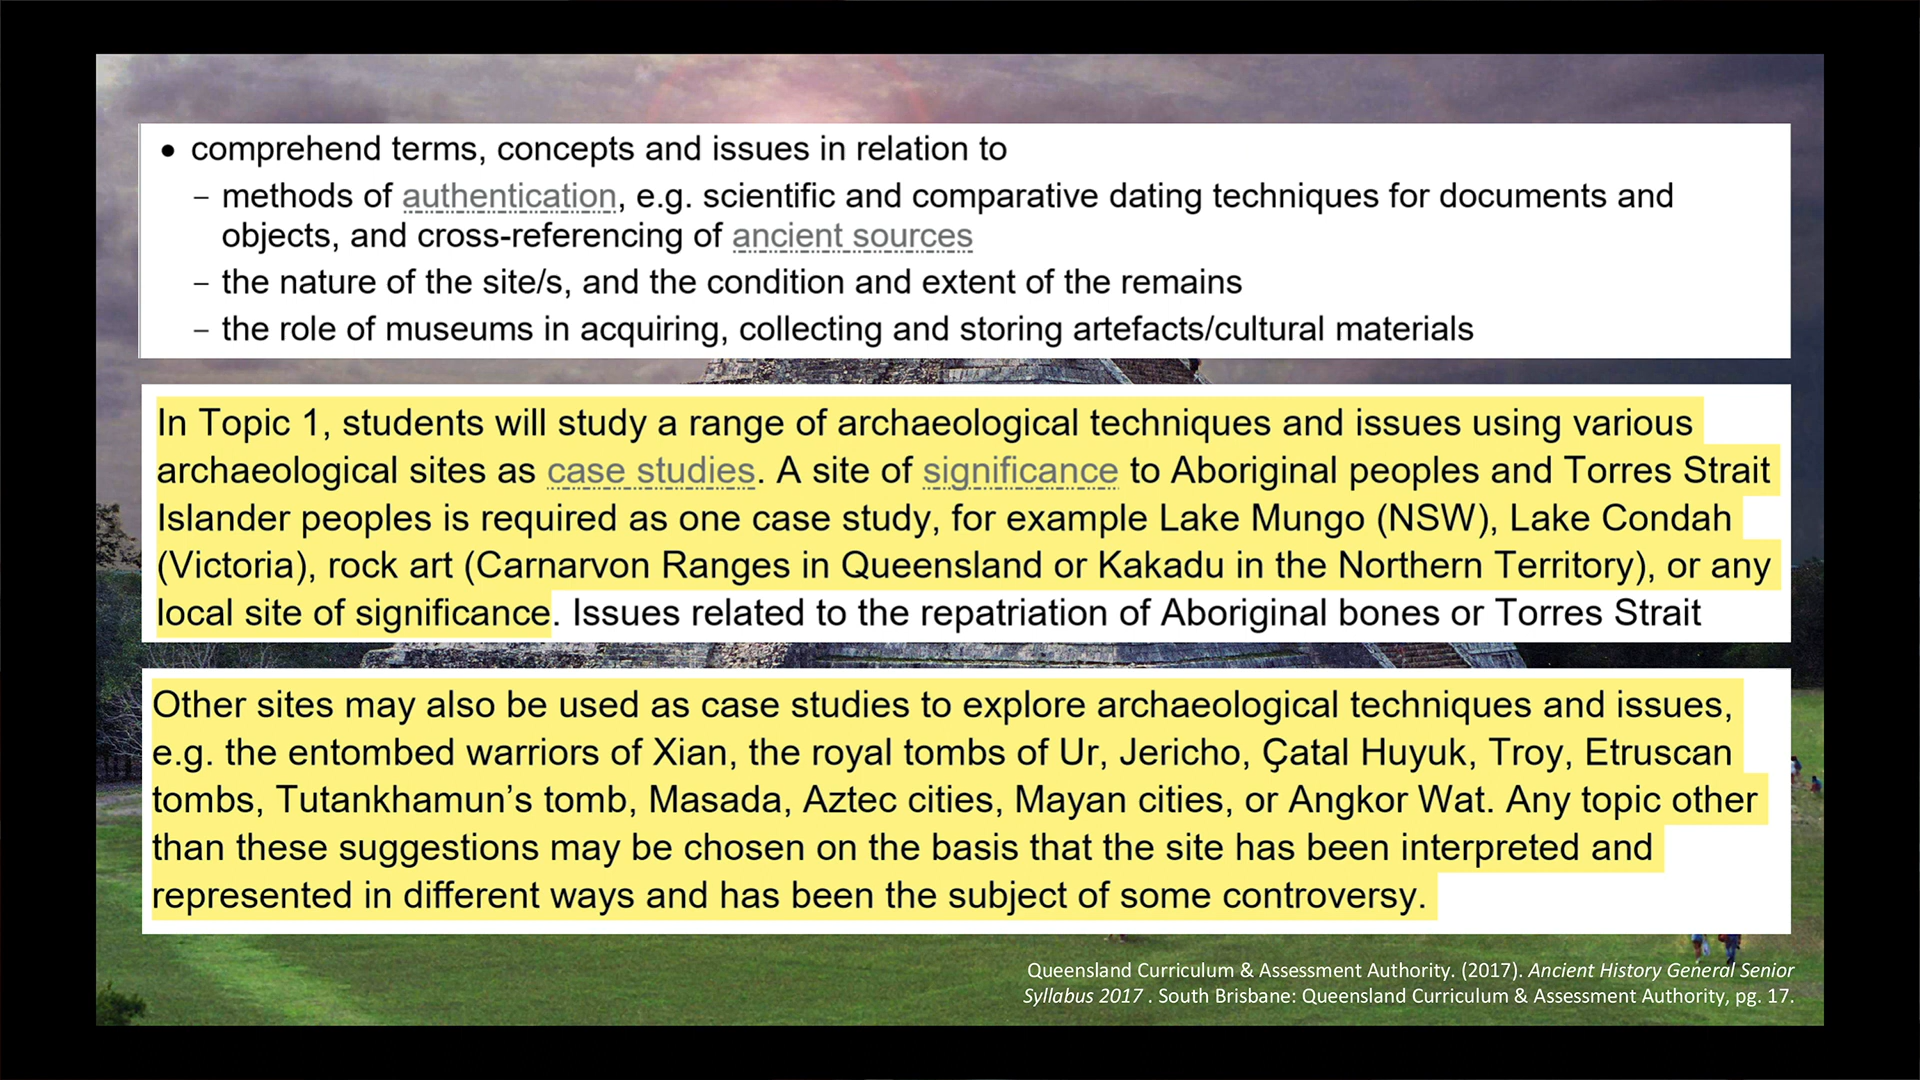 • comprehend terms, concepts and issues in relation to
– methods of authentication, e.g. scientific and comparative dating techniques for documents and
objects, and cross-referencing of ancient sources
– the nature of the site/s, and the condition and extent of the remains
– the role of museums in acquiring, collecting and storing artefacts/cultural materials
In Topic 1, students will study a range of archaeological techniques and issues using various
archaeological sites as case studies. A site of significance to Aboriginal peoples and Torres Strait
Islander peoples is required as one case study, for example Lake Mungo (NSW), Lake Condah
(Victoria), rock art (Carnarvon Ranges in Queensland or Kakadu in the Northern Territory), or any
local site of significance. Issues related to the repatriation of Aboriginal bones or Torres Strait
Other sites may also be used as case studies to explore archaeological techniques and issues,
e.g. the entombed warriors of Xian, the royal tombs of Ur, Jericho, Çatal Huyuk, Troy, Etruscan
tombs, Tutankhamun’s tomb, Masada, Aztec cities, Mayan cities, or Angkor Wat. Any topic other
than these suggestions may be chosen on the basis that the site has been interpreted and
represented in different ways and has been the subject of some controversy.
Queensland Curriculum & Assessment Authority. (2017). Ancient History General Senior
Syllabus 2017 . South Brisbane: Queensland Curriculum & Assessment Authority, pg. 17.